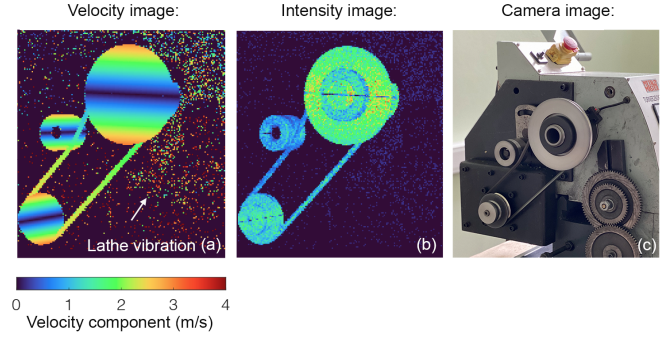 Velocity image:
Intensity image:
Camera image:
Lathe vibration (a)
(b)
(c)
0 1 2 3 4
Velocity component (m/s)